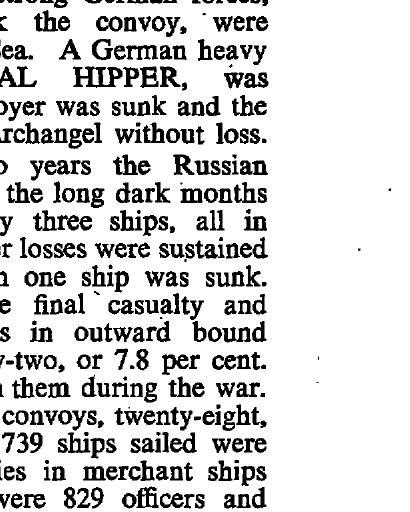 strong German forces,
the convoy, were
Sea. A German heavy
AL HIPPER, was
oyer was sunk and the
rchangel without loss.
years the Russian
the long dark months
y three ships, all in
r losses were sustained
one ship was sunk.
e final casualty and
s in outward bound
y-two, or 7.8 per cent.
them during the war.
convoys, twenty-eight,
739 ships sailed were
ies in merchant ships
were 829 officers and